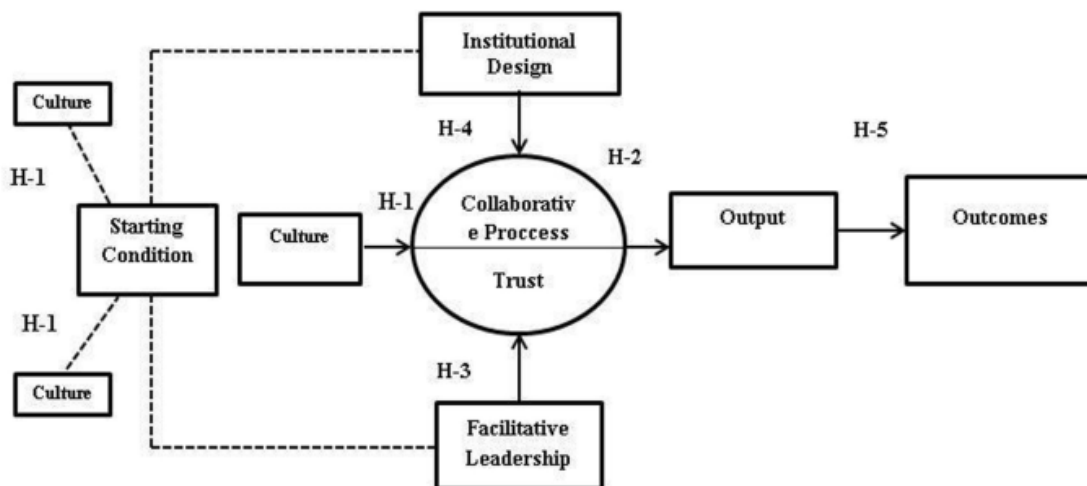 Institutional
Design
Culture
H-4
H-5
H-2
H-1
H-1
Starting
Condition
Culture
Collaborativ
e Proccess
Trust
Output
Outcomes
H-1
Culture
H-3
Facilitative
Leadership